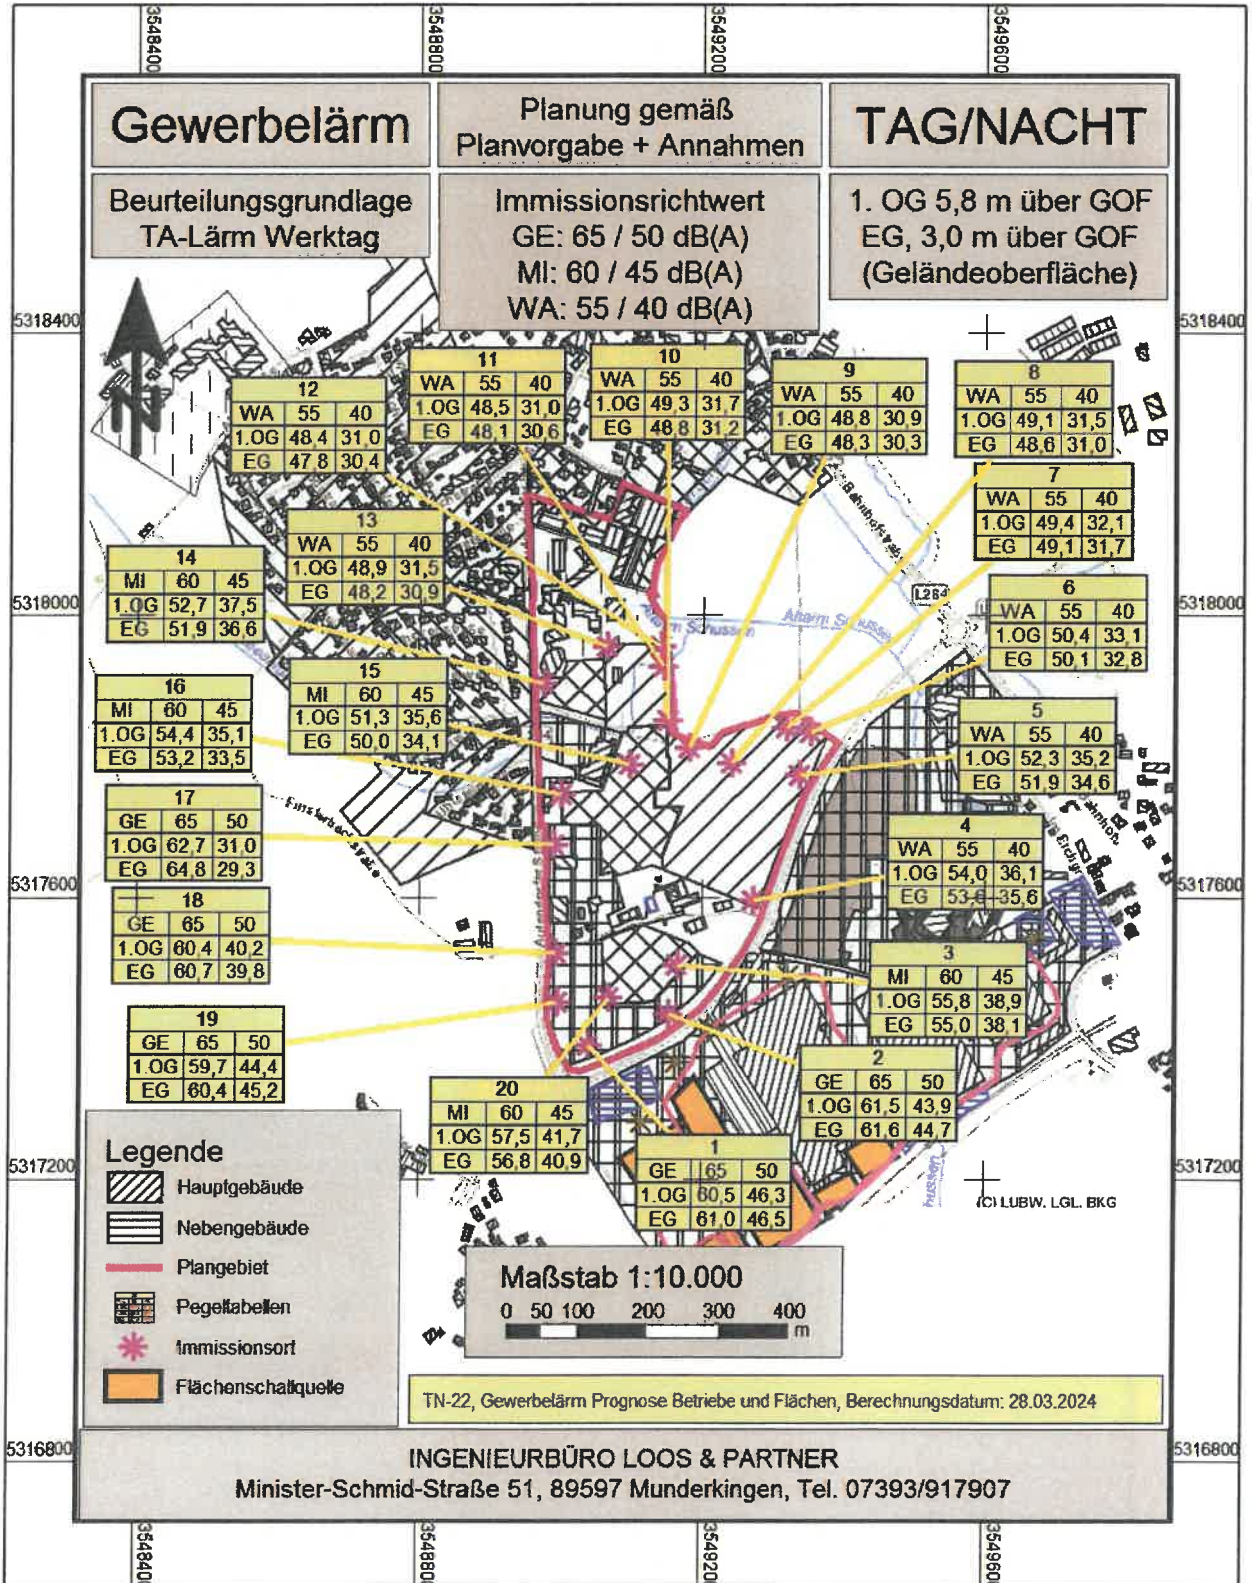 3548400 3548800 3549200 3549600
Gewerbelärm
Planung gemäß
Planvorgabe + Annahmen
TAG/NACHT
Beurteilungsgrundlage
TA-Lärm Werktag
Immissionsrichtwert
GE: 65 / 50 dB(A)
MI: 60 / 45 dB(A)
WA: 55 / 40 dB(A)
1. OG 5,8 m über GOF
EG, 3,0 m über GOF
(Geländeoberfläche)
5318400 5318400
N
12
WA 55 40
1.OG 48,4 31,0
EG 47,8 30,4
11
WA 55 40
1.OG 48,5 31,0
EG 48,1 30,6
10
WA 55 40
1.OG 49,3 31,7
EG 48,8 31,2
9
WA 55 40
1.OG 48,8 30,9
EG 48,3 30,3
8
WA 55 40
1.OG 49,1 31,5
EG 48,6 31,0
7
WA 55 40
1.OG 49,4 32,1
EG 49,1 31,7
13
WA 55 40
1.OG 48,9 31,5
EG 48,2 30,9
14
MI 60 45
1.OG 52,7 37,5
EG 51,9 36,6
6
WA 55 40
1.OG 50,4 33,1
EG 50,1 32,8
L284
5318000 5318000
15
MI 60 45
1.OG 51,3 35,6
EG 50,0 34,1
16
MI 60 45
1.OG 54,4 35,1
EG 53,2 33,5
5
WA 55 40
1.OG 52,3 35,2
EG 51,9 34,6
17
GE 65 50
1.OG 62,7 31,0
EG 64,8 29,3
4
WA 55 40
1.OG 54,0 36,1
EG 53,6 35,6
5317600 5317600
18
GE 65 50
1.OG 60,4 40,2
EG 60,7 39,8
3
MI 60 45
1.OG 55,8 38,9
EG 55,0 38,1
19
GE 65 50
1.OG 59,7 44,4
EG 60,4 45,2
2
GE 65 50
1.OG 61,5 43,9
EG 61,6 44,7
20
MI 60 45
1.OG 57,5 41,7
EG 56,8 40,9
1
GE 65 50
1.OG 60,5 46,3
EG 61,0 46,5
5317200 5317200
(C) LUBW. LGL. BKG
Legende
Hauptgebäude
Nebengebäude
Plangebiet
Pegeltabellen
Immissionsort
Flächenschallquelle
Maßstab 1:10.000
0 50 100 200 300 400
m
TN-22, Gewerbelärm Prognose Betriebe und Flächen, Berechnungsdatum: 28.03.2024
5316800 5316800
INGENIEURBÜRO LOOS & PARTNER
Minister-Schmid-Straße 51, 89597 Munderkingen, Tel. 07393/917907
3548400 3548800 3549200 3549600